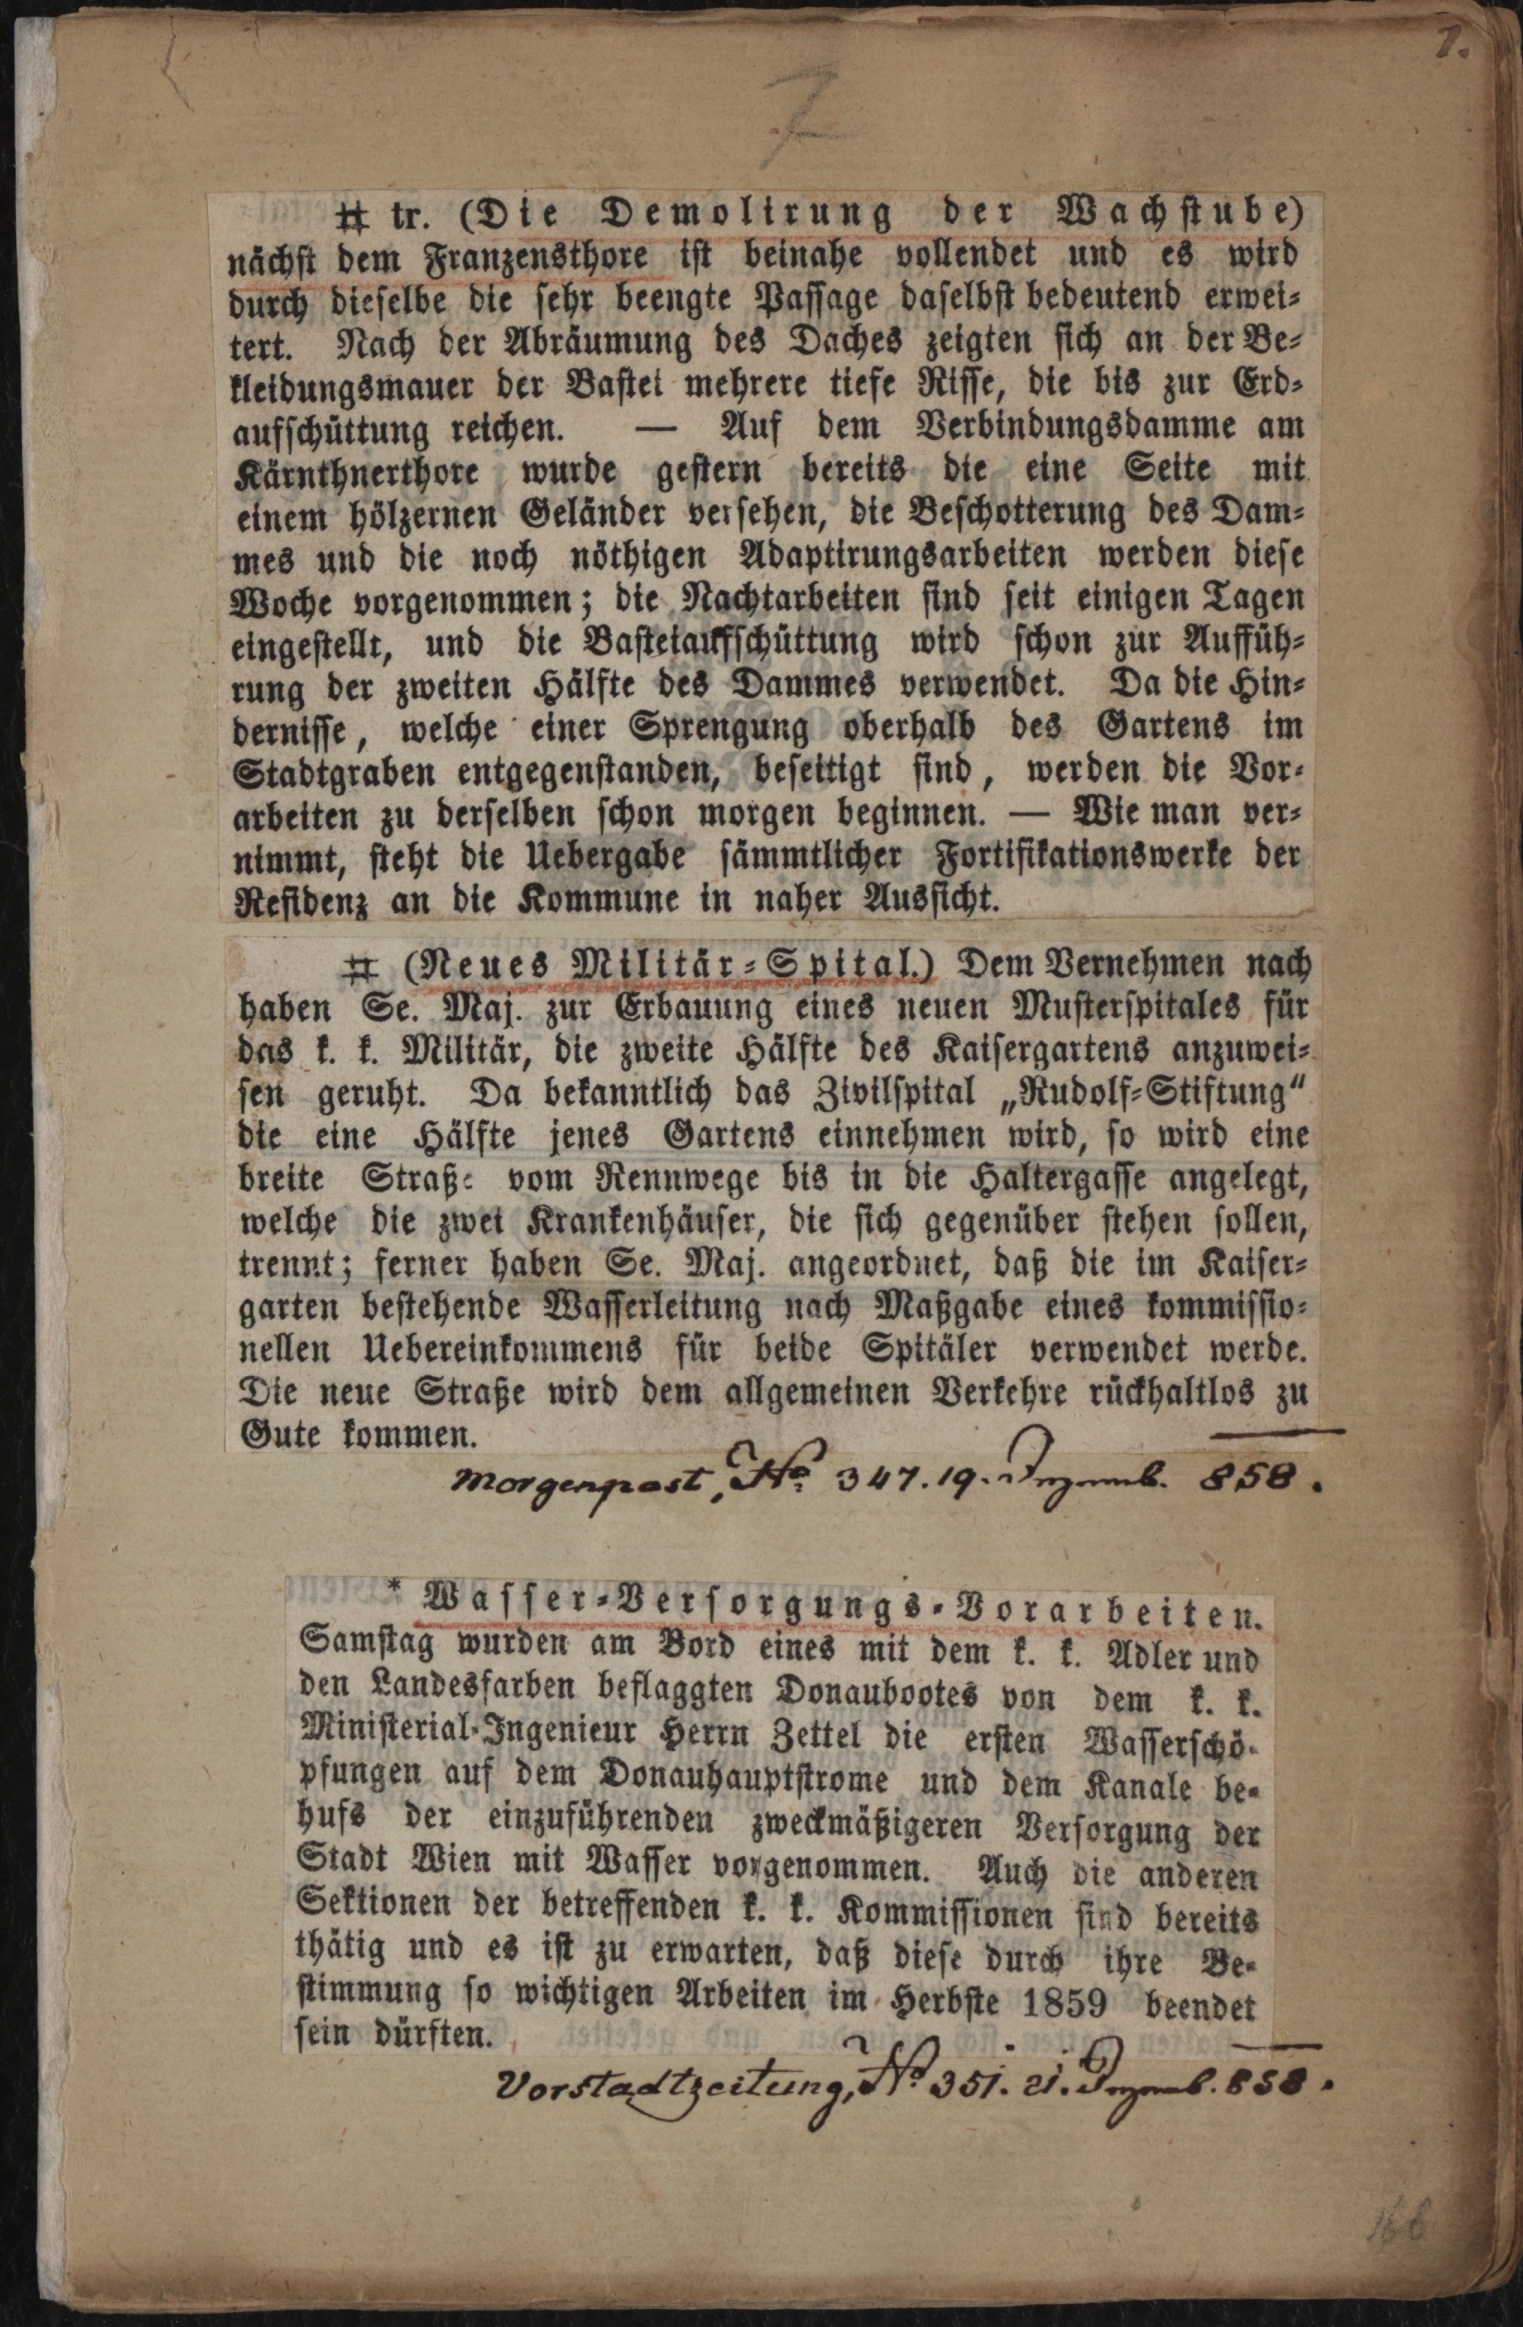 7.
7
# tr. (Die Demolirung der Wachstube)
nächst dem Franzensthore ist beinahe vollendet und es wird
durch dieselbe die sehr beengte Passage daselbst bedeutend erwei-
tert. Nach der Abräumung des Daches zeigten sich an der Be-
kleidungsmauer der Bastei mehrere tiefe Risse, die bis zur Erd-
aufschüttung reichen. — Auf dem Verbindungsdamme am
Kärnthnerthore wurde gestern bereits die eine Seite mit
einem hölzernen Geländer versehen, die Beschotterung des Dam-
mes und die noch nöthigen Adaptirungsarbeiten werden diese
Woche vorgenommen; die Nachtarbeiten sind seit einigen Tagen
eingestellt, und die Basteiaufschüttung wird schon zur Auffüh-
rung der zweiten Hälfte des Dammes verwendet. Da die Hin-
dernisse, welche einer Sprengung oberhalb des Gartens im
Stadtgraben entgegenstanden, beseitigt sind, werden die Vor-
arbeiten zu derselben schon morgen beginnen. — Wie man ver-
nimmt, steht die Uebergabe sämmtlicher Fortifikationswerke der
Residenz an die Kommune in naher Aussicht.
# (Neues Militär-Spital.) Dem Vernehmen nach
haben Se. Maj. zur Erbauung eines neuen Musterspitales für
das k. k. Militär, die zweite Hälfte des Kaisergartens anzuwei-
sen geruht. Da bekanntlich das Zivilspital „Rudolf-Stiftung“
die eine Hälfte jenes Gartens einnehmen wird, so wird eine
breite Straße vom Rennwege bis in die Haltergasse angelegt,
welche die zwei Krankenhäuser, die sich gegenüber stehen sollen,
trennt; ferner haben Se. Maj. angeordnet, daß die im Kaiser-
garten bestehende Wasserleitung nach Maßgabe eines kommissio-
nellen Uebereinkommens für beide Spitäler verwendet werde.
Die neue Straße wird dem allgemeinen Verkehre rückhaltlos zu
Gute kommen.
Morgenpost, No. 347. 19. Dezemb. 858.
* Wasser-Versorgungs-Vorarbeiten.
Samstag wurden am Bord eines mit dem k. k. Adler und
den Landesfarben beflaggten Donaubootes von dem k. k.
Ministerial-Ingenieur Herrn Zettel die ersten Wasserschö-
pfungen auf dem Donauhauptstrome und dem Kanale be-
hufs der einzuführenden zweckmäßigeren Versorgung der
Stadt Wien mit Wasser vorgenommen. Auch die anderen
Sektionen der betreffenden k. k. Kommissionen sind bereits
thätig und es ist zu erwarten, daß diese durch ihre Be-
stimmung so wichtigen Arbeiten im Herbste 1859 beendet
sein dürften.
Vorstadtzeitung, No 351. 21. Dezemb. 858.